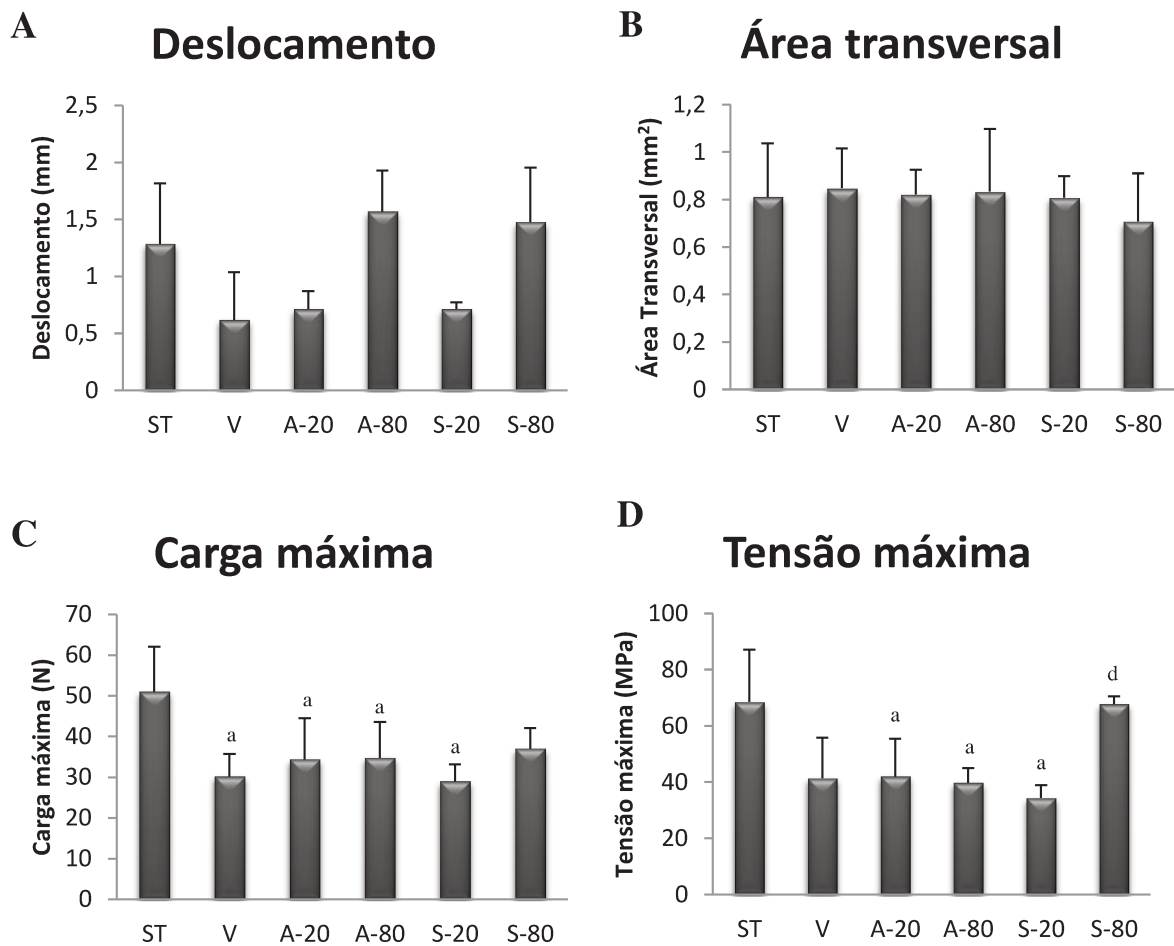 A
Deslocamento
Deslocamento (mm)
2,5
2
1,5
1
0,5
0
ST V A-20 A-80 S-20 S-80
B
Área transversal
Área Transversal (mm²)
1,2
1
0,8
0,6
0,4
0,2
0
ST V A-20 A-80 S-20 S-80
C
Carga máxima
Carga máxima (N)
70
60
50
40
30
20
10
0
a a a a
ST V A-20 A-80 S-20 S-80
D
Tensão máxima
Tensão máxima (MPa)
100
80
60
40
20
0
a a a d
ST V A-20 A-80 S-20 S-80